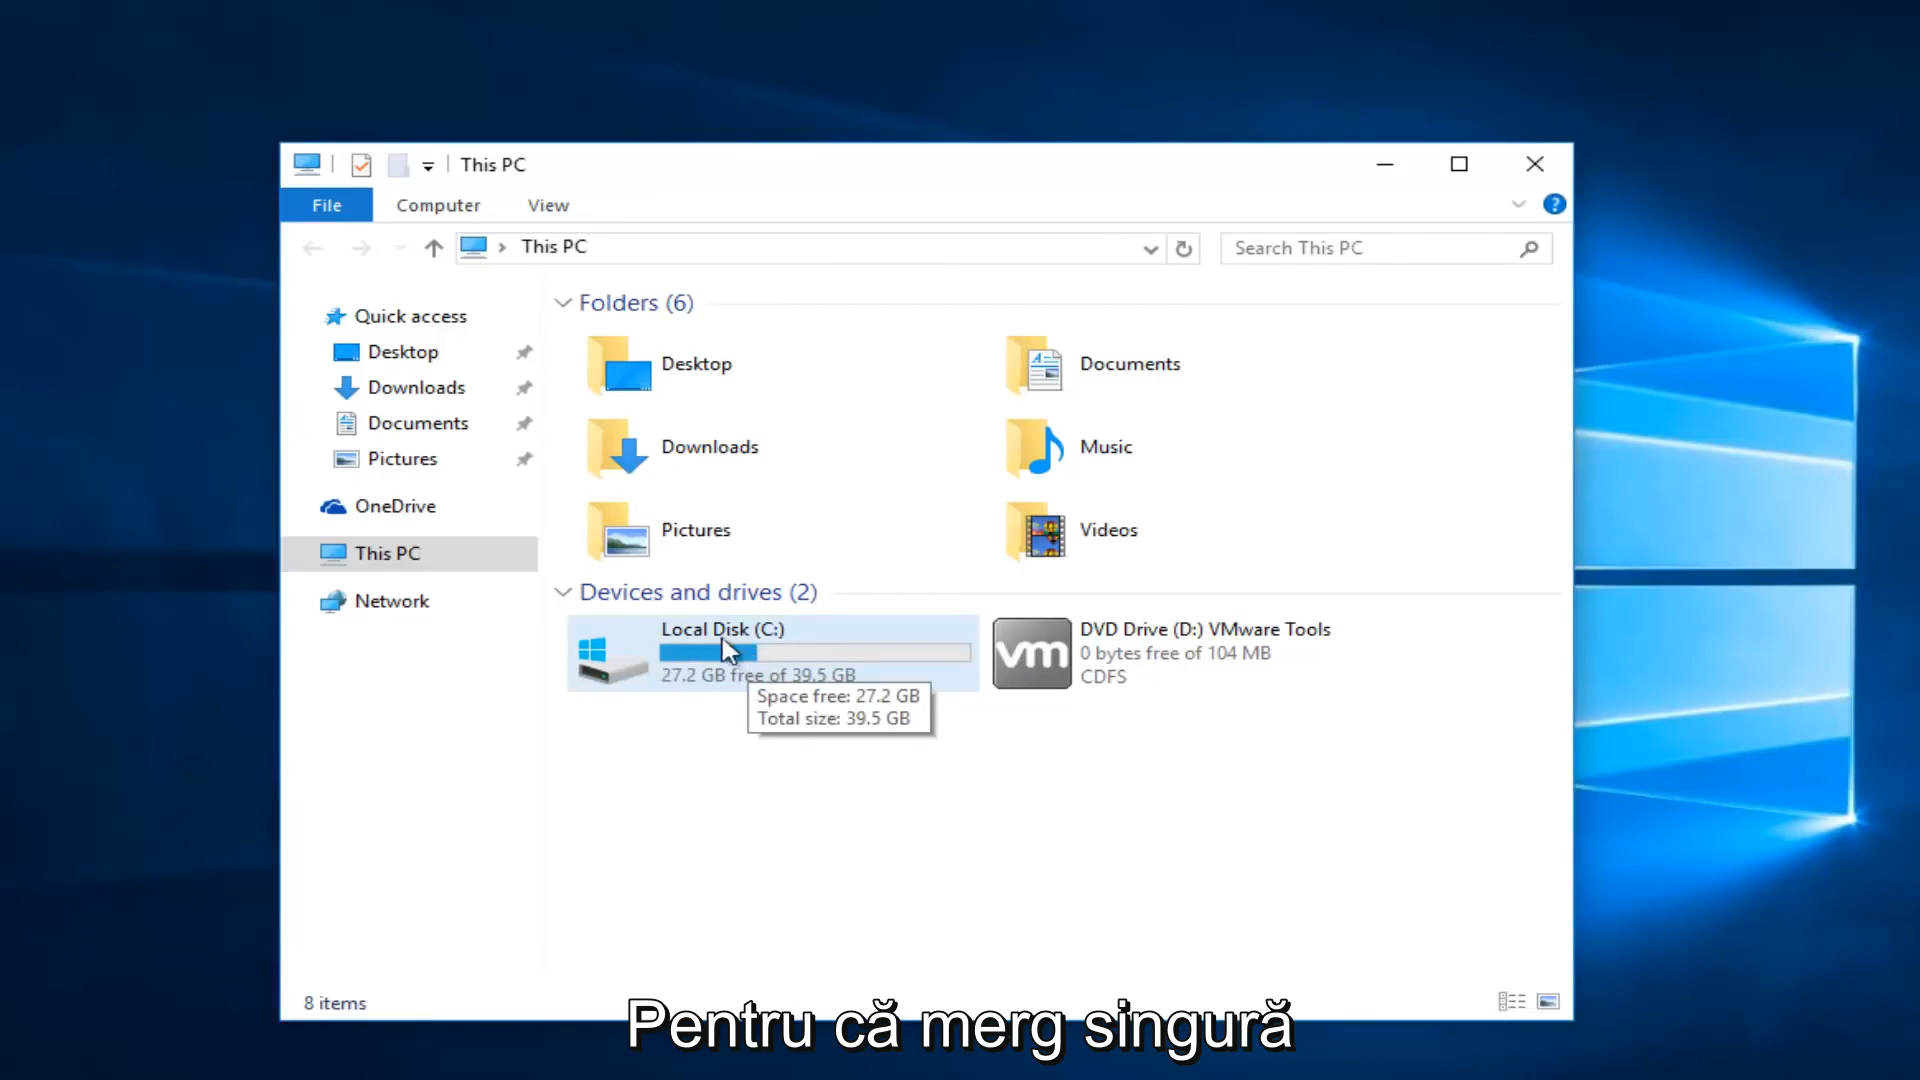 This PC
File Computer View
This PC
Search This PC
Quick access
Desktop
Downloads
Documents
Pictures
OneDrive
This PC
Network
Folders (6)
Desktop
Documents
Downloads
Music
Pictures
Videos
Devices and drives (2)
Local Disk (C:)
27.2 GB free of 39.5 GB
Space free: 27.2 GB
Total size: 39.5 GB
vm
DVD Drive (D:) VMware Tools
0 bytes free of 104 MB
CDFS
8 items
Pentru că merg singură